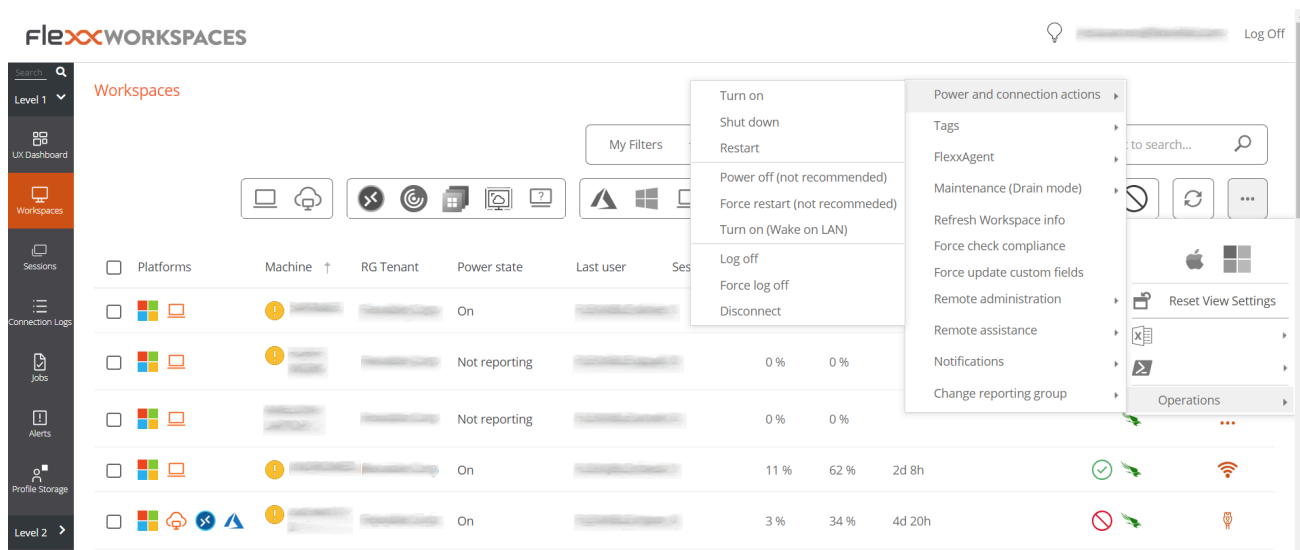 FlexxWORKSPACES
Log Off
Search
Level 1
UX Dashboard
Workspaces
Sessions
Connection Logs
Jobs
Alerts
Profile Storage
Level 2
Workspaces
My Filters
to search...
Platforms Machine ↑ RG Tenant Power state Last user Ses
On
Not reporting 0 % 0 %
Not reporting 0 % 0 %
On 11 % 62 % 2d 8h
On 3 % 34 % 4d 20h
Turn on
Shut down
Restart
Power off (not recommended)
Force restart (not recommeded)
Turn on (Wake on LAN)
Log off
Force log off
Disconnect
Power and connection actions
Tags
FlexxAgent
Maintenance (Drain mode)
Refresh Workspace info
Force check compliance
Force update custom fields
Remote administration
Remote assistance
Notifications
Change reporting group
Reset View Settings
Operations